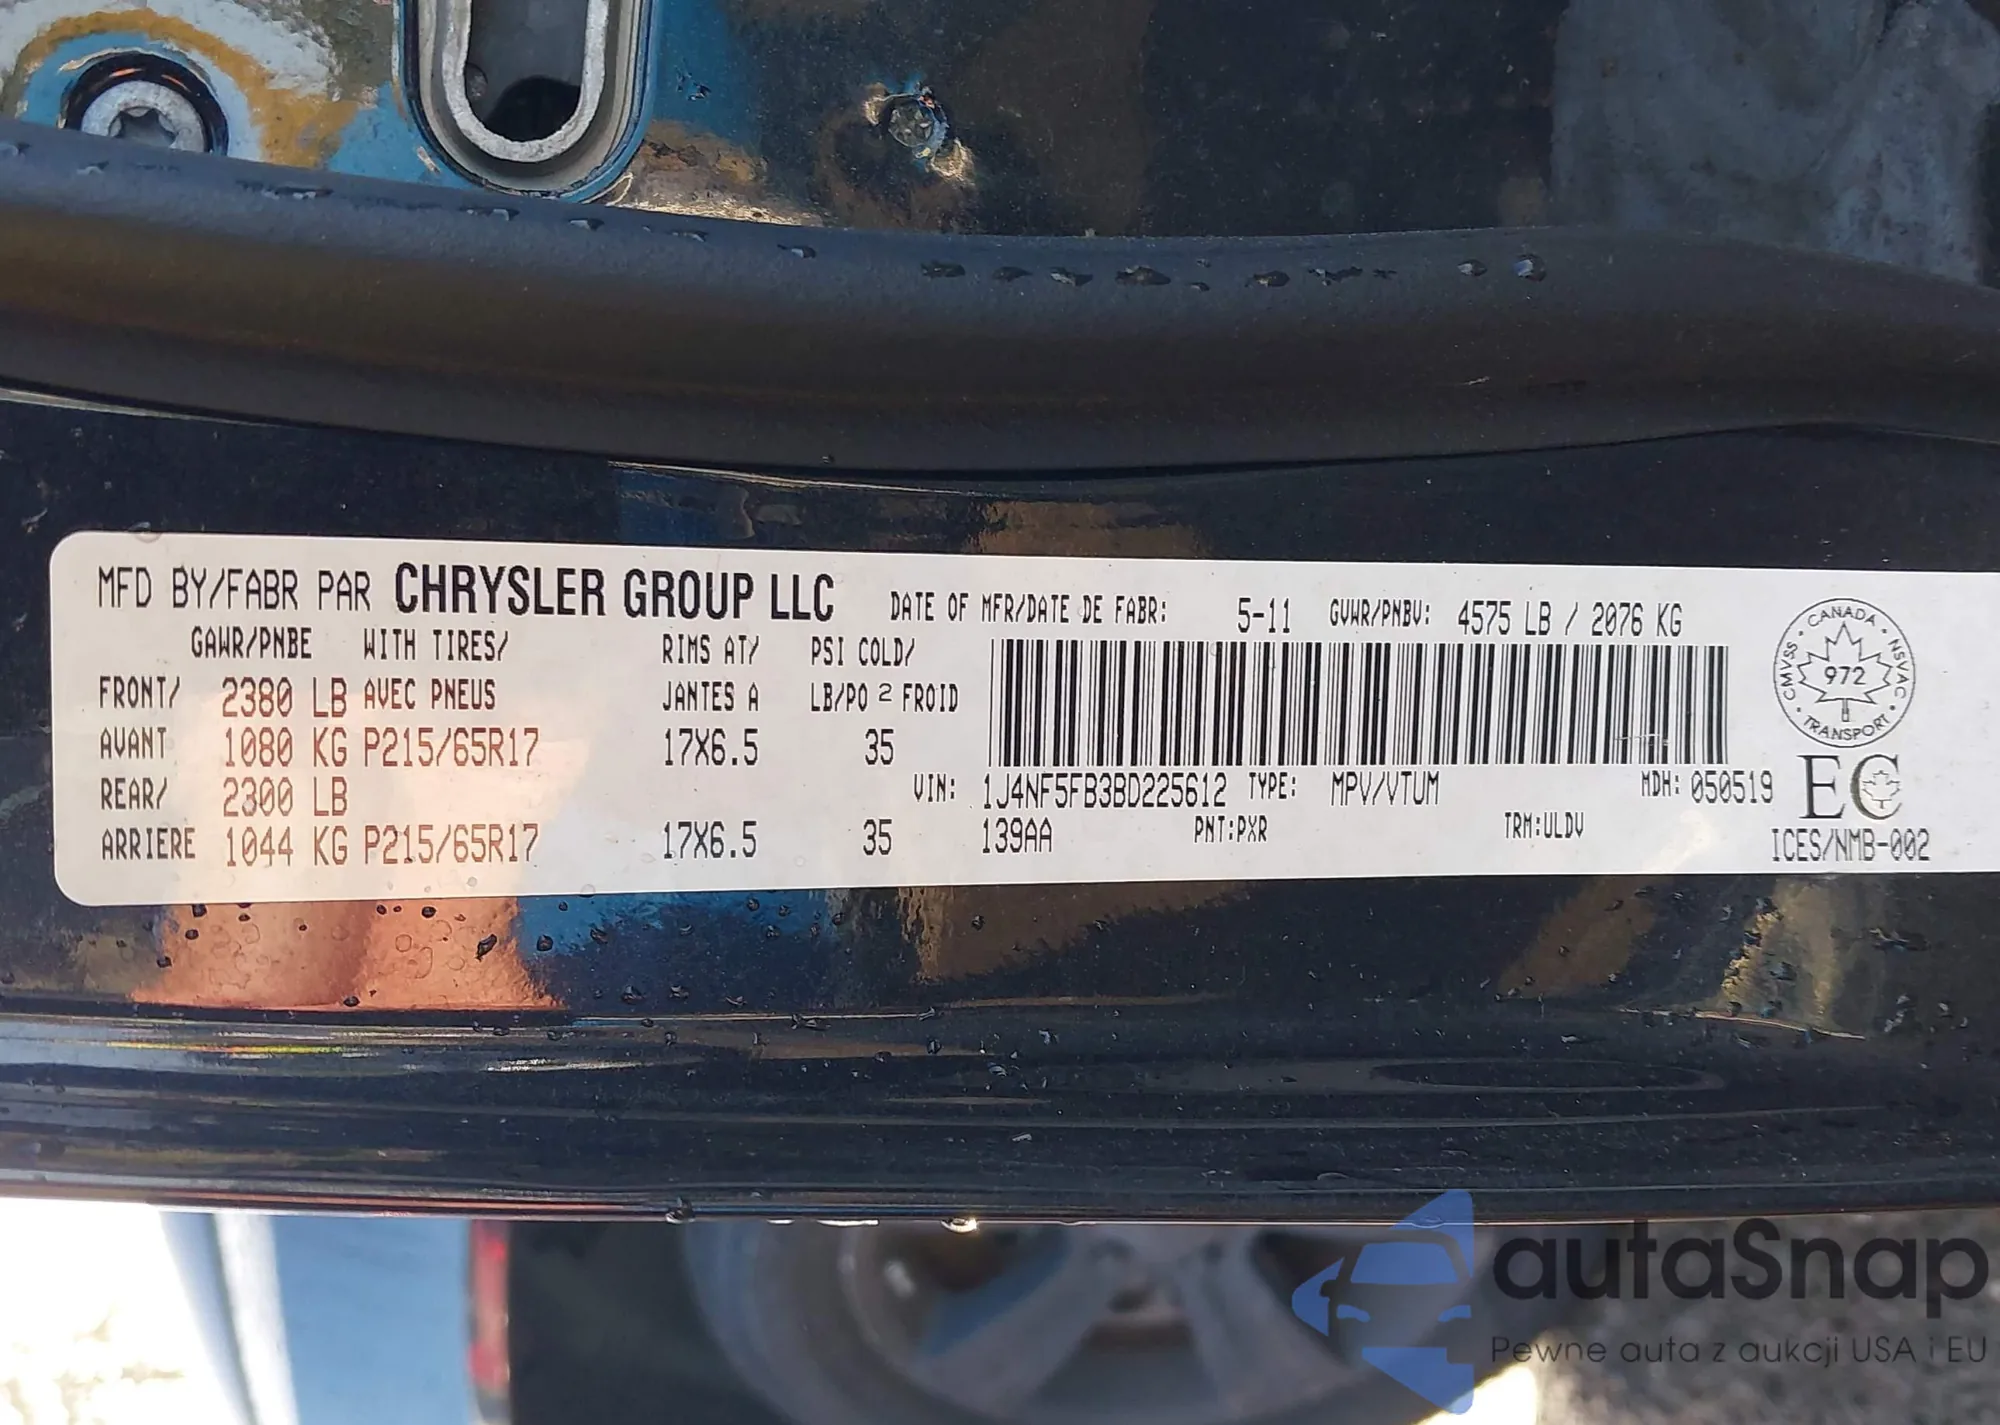 MFD BY/FABR PAR CHRYSLER GROUP LLC DATE OF MFR/DATE DE FABR: 5-11 GVWR/PNBV: 4575 LB / 2076 KG
GAWR/PNBE WITH TIRES/ RIMS AT/ PSI COLD/
FRONT/ 2380 LB AVEC PNEUS JANTES A LB/PO 2 FROID
AVANT 1080 KG P215/65R17 17X6.5 35
REAR/ 2300 LB VIN: 1J4NF5FB3BD225612 TYPE: MPV/VTUM MDH: 050519
ARRIERE 1044 KG P215/65R17 17X6.5 35 139AA PNT:PXR TRM:ULDV
CANADA · NSVAC · TRANSPORT · CMVSS ·
972
EC
ICES/NMB-002
autaSnap
Pewne auta z aukcji USA i EU